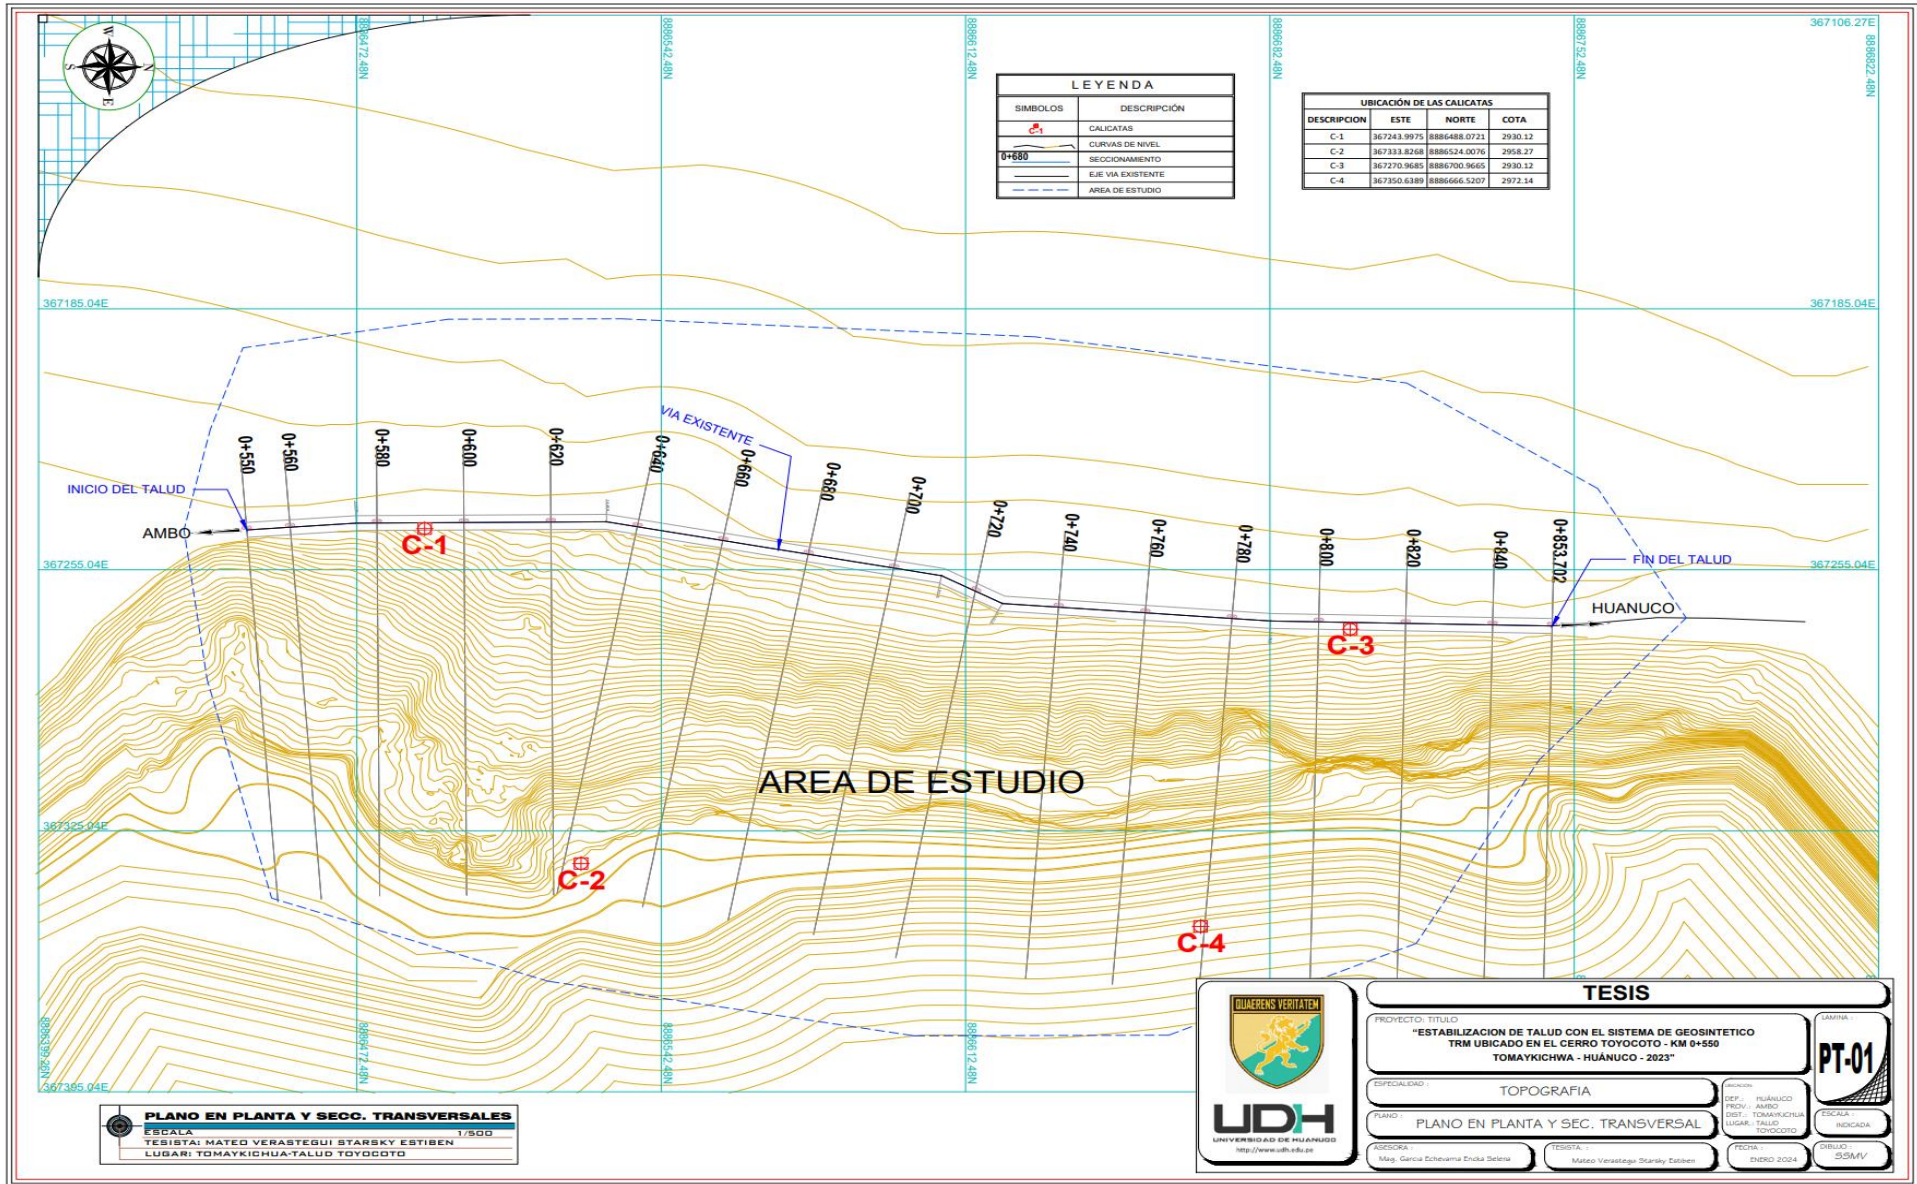 W
S
N
E
8886472.48N
8886542.48N
8886612.48N
8886682.48N
8886752.48N
367106.27E
8886822.48N
LEYENDA
SIMBOLOS DESCRIPCIÓN
C-1 CALICATAS
CURVAS DE NIVEL
0+680 SECCIONAMIENTO
EJE VIA EXISTENTE
AREA DE ESTUDIO
UBICACIÓN DE LAS CALICATAS
DESCRIPCION ESTE NORTE COTA
C-1 367243.9975 8886488.0721 2930.12
C-2 367333.8268 8886524.0076 2958.27
C-3 367270.9685 8886700.9665 2930.12
C-4 367350.6389 8886666.5207 2972.14
367185.04E
367185.04E
VIA EXISTENTE
0+550
0+560
0+580
0+600
0+620
0+640
0+660
0+680
0+700
0+720
0+740
0+760
0+780
0+800
0+820
0+840
0+853.702
INICIO DEL TALUD
AMBO
C-1
367255.04E
367255.04E
FIN DEL TALUD
HUANUCO
C-3
AREA DE ESTUDIO
367325.04E
C-2
C-4
8886399.26N
8886472.48N
8886542.48N
8886612.48N
367395.04E
PLANO EN PLANTA Y SECC. TRANSVERSALES
ESCALA 1/500
TESISTA: MATEO VERASTEGUI STARSKY ESTIBEN
LUGAR: TOMAYKICHUA-TALUD TOYOCOTO
QUAERENS VERITATEM
UDH
UNIVERSIDAD DE HUANUCO
http://www.udh.edu.pe
TESIS
PROYECTO: TITULO
"ESTABILIZACION DE TALUD CON EL SISTEMA DE GEOSINTETICO
TRM UBICADO EN EL CERRO TOYOCOTO - KM 0+550
TOMAYKICHWA - HUÁNUCO - 2023"
LAMINA :
PT-01
ESPECIALIDAD :
TOPOGRAFIA
UBICACION:
DEP.: HUÁNUCO
PROV.: AMBO
DIST.: TOMAYKICHUA
LUGAR.: TALUD
TOYOCOTO
ESCALA :
INDICADA
PLANO :
PLANO EN PLANTA Y SEC. TRANSVERSAL
ASESORA :
Mag. Garcia Echevarria Ericka Selena
TESISTA. :
Mateo Verastegui Starsky Estiben
FECHA :
ENERO 2024
DIBUJO :
SSMV